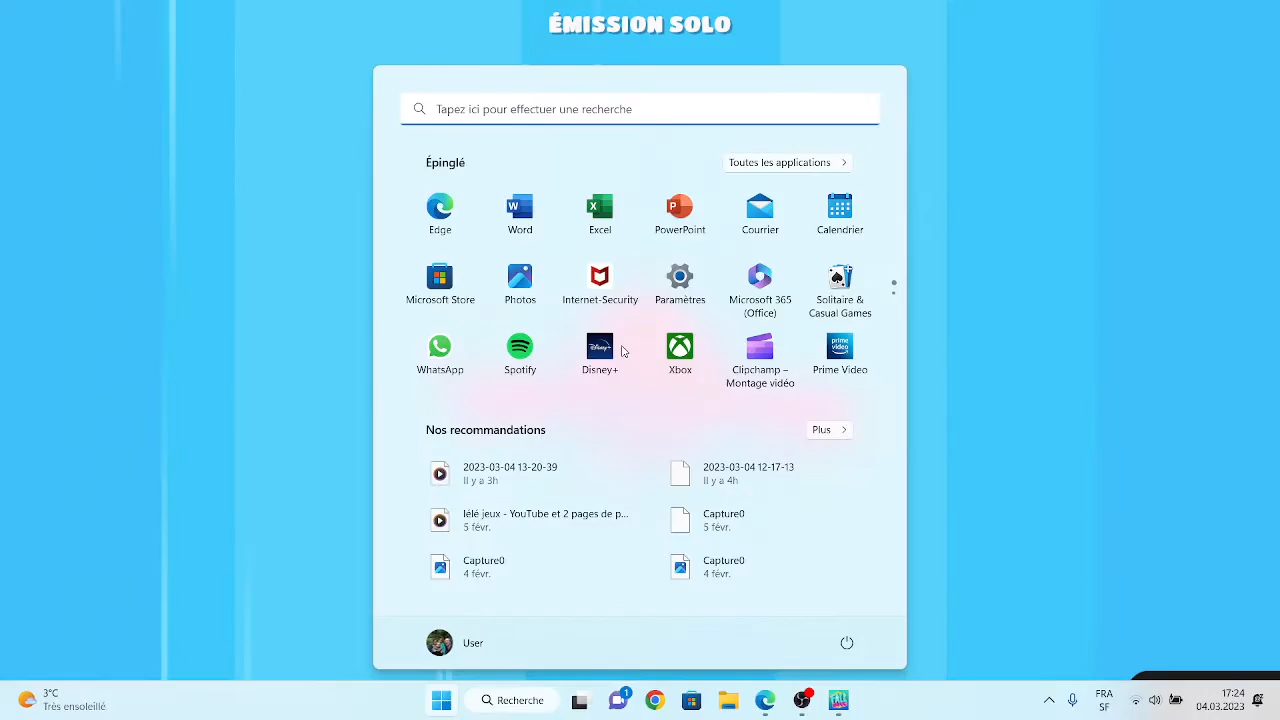 ÉMISSION SOLO
Tapez ici pour effectuer une recherche
Épinglé
Toutes les applications
Edge
Word
Excel
PowerPoint
Courrier
Calendrier
Microsoft Store
Photos
Internet-Security
Paramètres
Microsoft 365
(Office)
Solitaire &
Casual Games
WhatsApp
Spotify
Disney+
Xbox
Clipchamp –
Montage vidéo
Prime Video
Nos recommandations
Plus
2023-03-04 13-20-39
Il y a 3h
2023-03-04 12-17-13
Il y a 4h
lélé jeux - YouTube et 2 pages de p...
5 févr.
Capture0
5 févr.
Capture0
4 févr.
Capture0
4 févr.
User
3°C
Très ensoleillé
Recherche
1
FRA
SF
17:24
04.03.2023